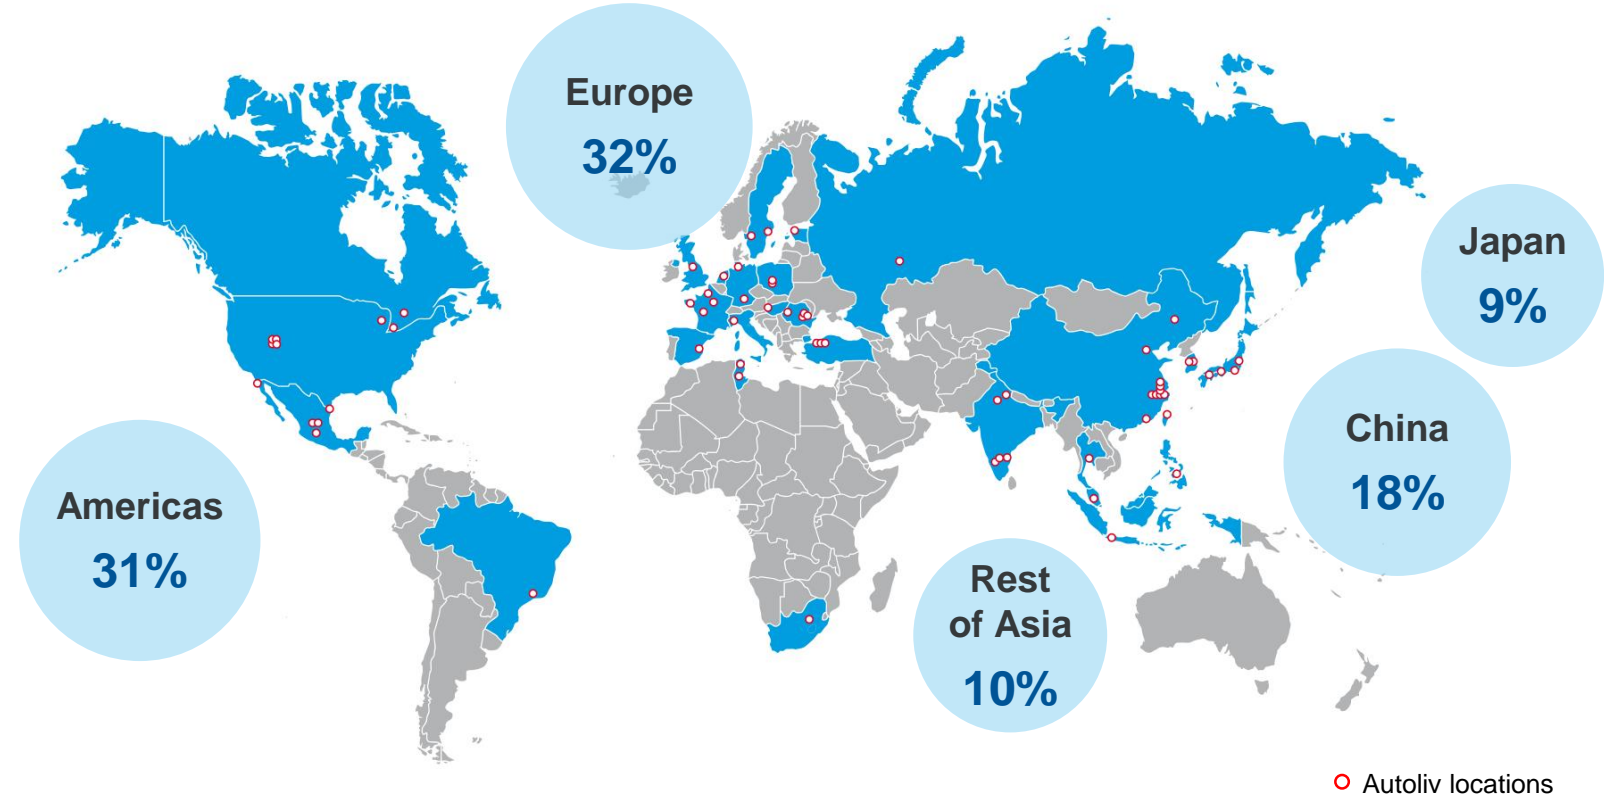 Europe
32%
Japan
9%
China
18%
Americas
31%
Rest
of Asia
10%
Autoliv locations